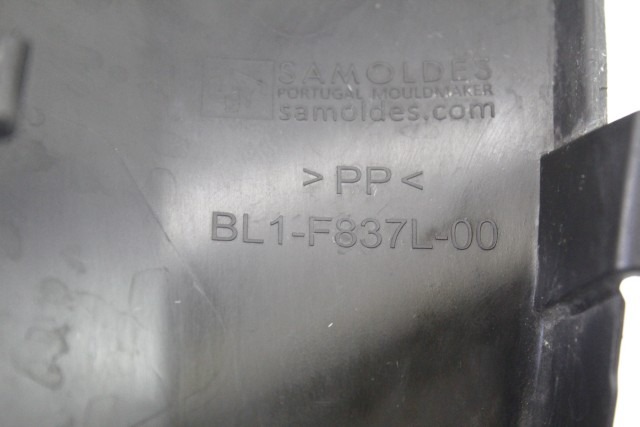 SAMOLDES
PORTUGAL MOULDMAKER
samoldes.com
>PP<
BL1-F837L-00